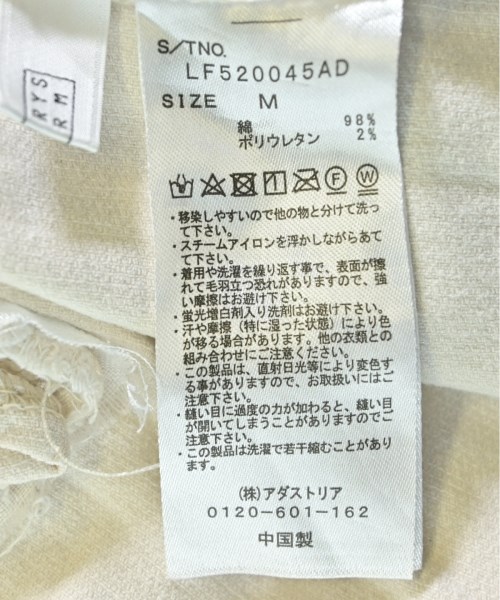 RYS
RM
S/TNO.
LF520045AD
SIZE M
綿 98%
ポリウレタン 2%
F W
・移染しやすいので他の物と分けて洗っ
て下さい。
・スチームアイロンを浮かしながらあて
て下さい。
・着用や洗濯を繰り返す事で、表面が擦
れて毛羽立つ恐れがありますので、強
い摩擦はお避け下さい。
・蛍光増白剤入り洗剤はお避け下さい。
・汗や摩擦(特に湿った状態)により色
が移る場合があります。他の衣類との
組み合わせにご注意ください。
・この製品は、直射日光等により変色す
る事がありますので、お取扱いにはご
注意下さい。
・縫い目に過度の力が加わると、縫い目
が開いてしまうことがありますのでご
注意下さい。
・この製品は洗濯で若干縮むことがあり
ます。
(株)アダストリア
0120-601-162
中国製